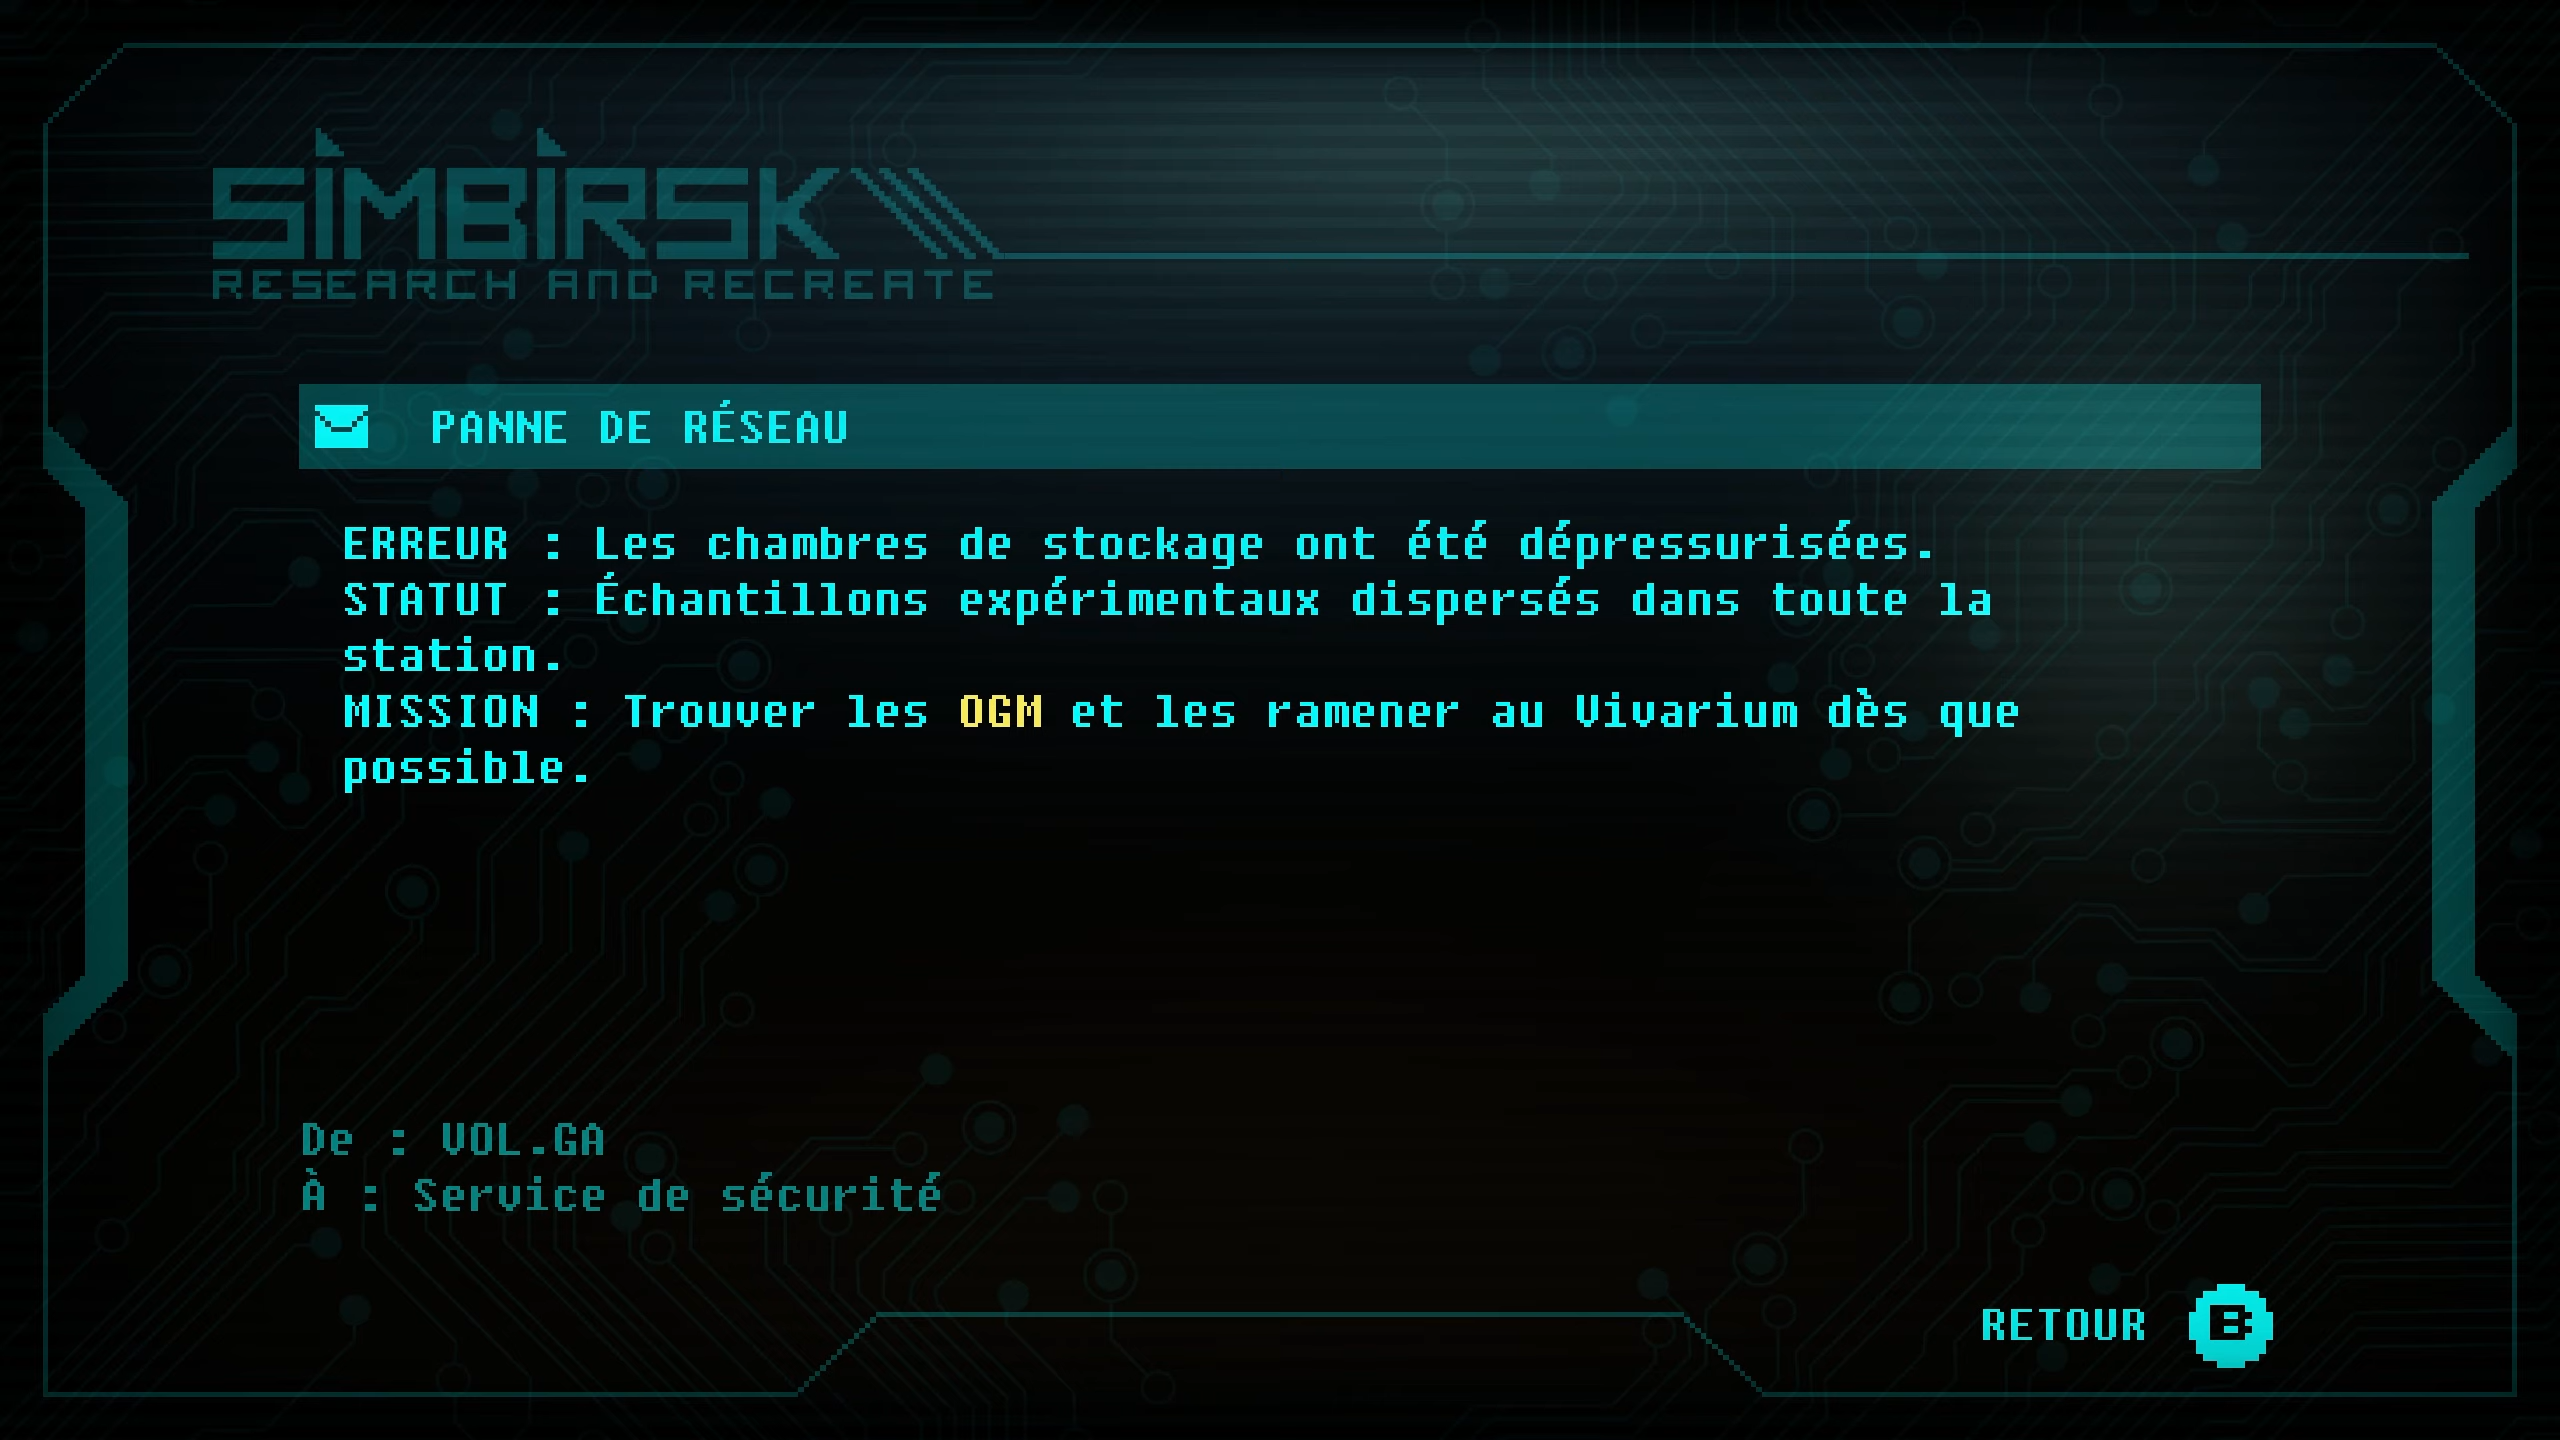 SIMBIRSK
RESEARCH AND RECREATE
PANNE DE RÉSEAU
ERREUR : Les chambres de stockage ont été dépressurisées.
STATUT : Échantillons expérimentaux dispersés dans toute la
station.
MISSION : Trouver les OGM et les ramener au Vivarium dès que
possible.
De : VOL.GA
À : Service de sécurité
RETOUR B